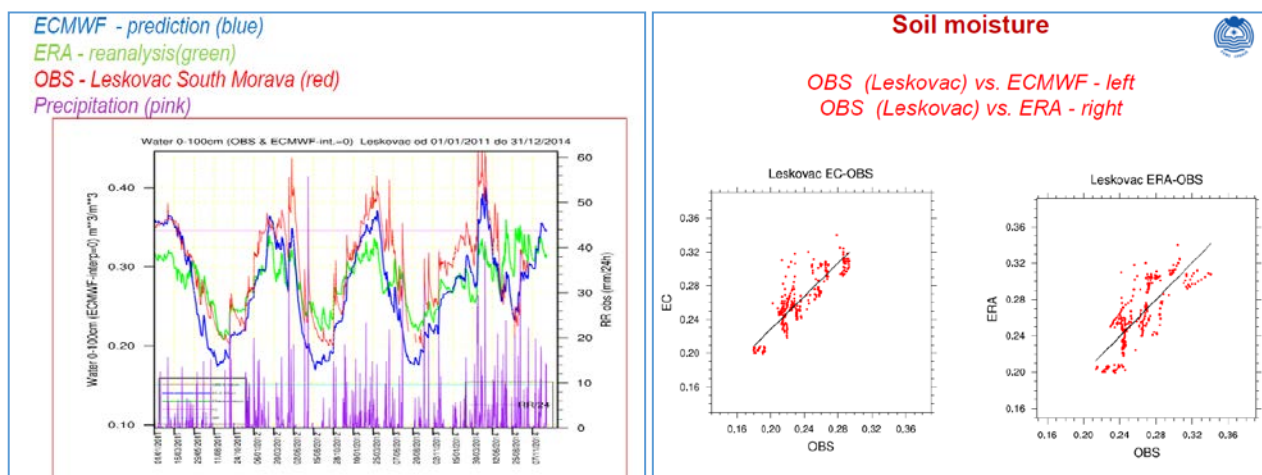 ECMWF - prediction (blue)
ERA - reanalysis(green)
OBS - Leskovac South Morava (red)
Precipitation (pink)
Water 0-100cm (OBS & ECMWF-int.=0) Leskovac od 01/01/2011 do 31/12/2014
Water 0-100cm (ECMWF-interp=0) m**3/m**3
0.40
0.30
0.20
0.10
60
50
40
30
20
10
0
RR obs (mm/24h)
RR/24
Soil moisture
OBS (Leskovac) vs. ECMWF - left
OBS (Leskovac) vs. ERA - right
Leskovac EC-OBS
EC
0,36
0,32
0,28
0,24
0,20
0,16
0,16 0,20 0,24 0,28 0,32 0,36
OBS
Leskovac ERA-OBS
ERA
0,36
0,32
0,28
0,24
0,20
0,16
0,16 0,20 0,24 0,28 0,32 0,36
OBS